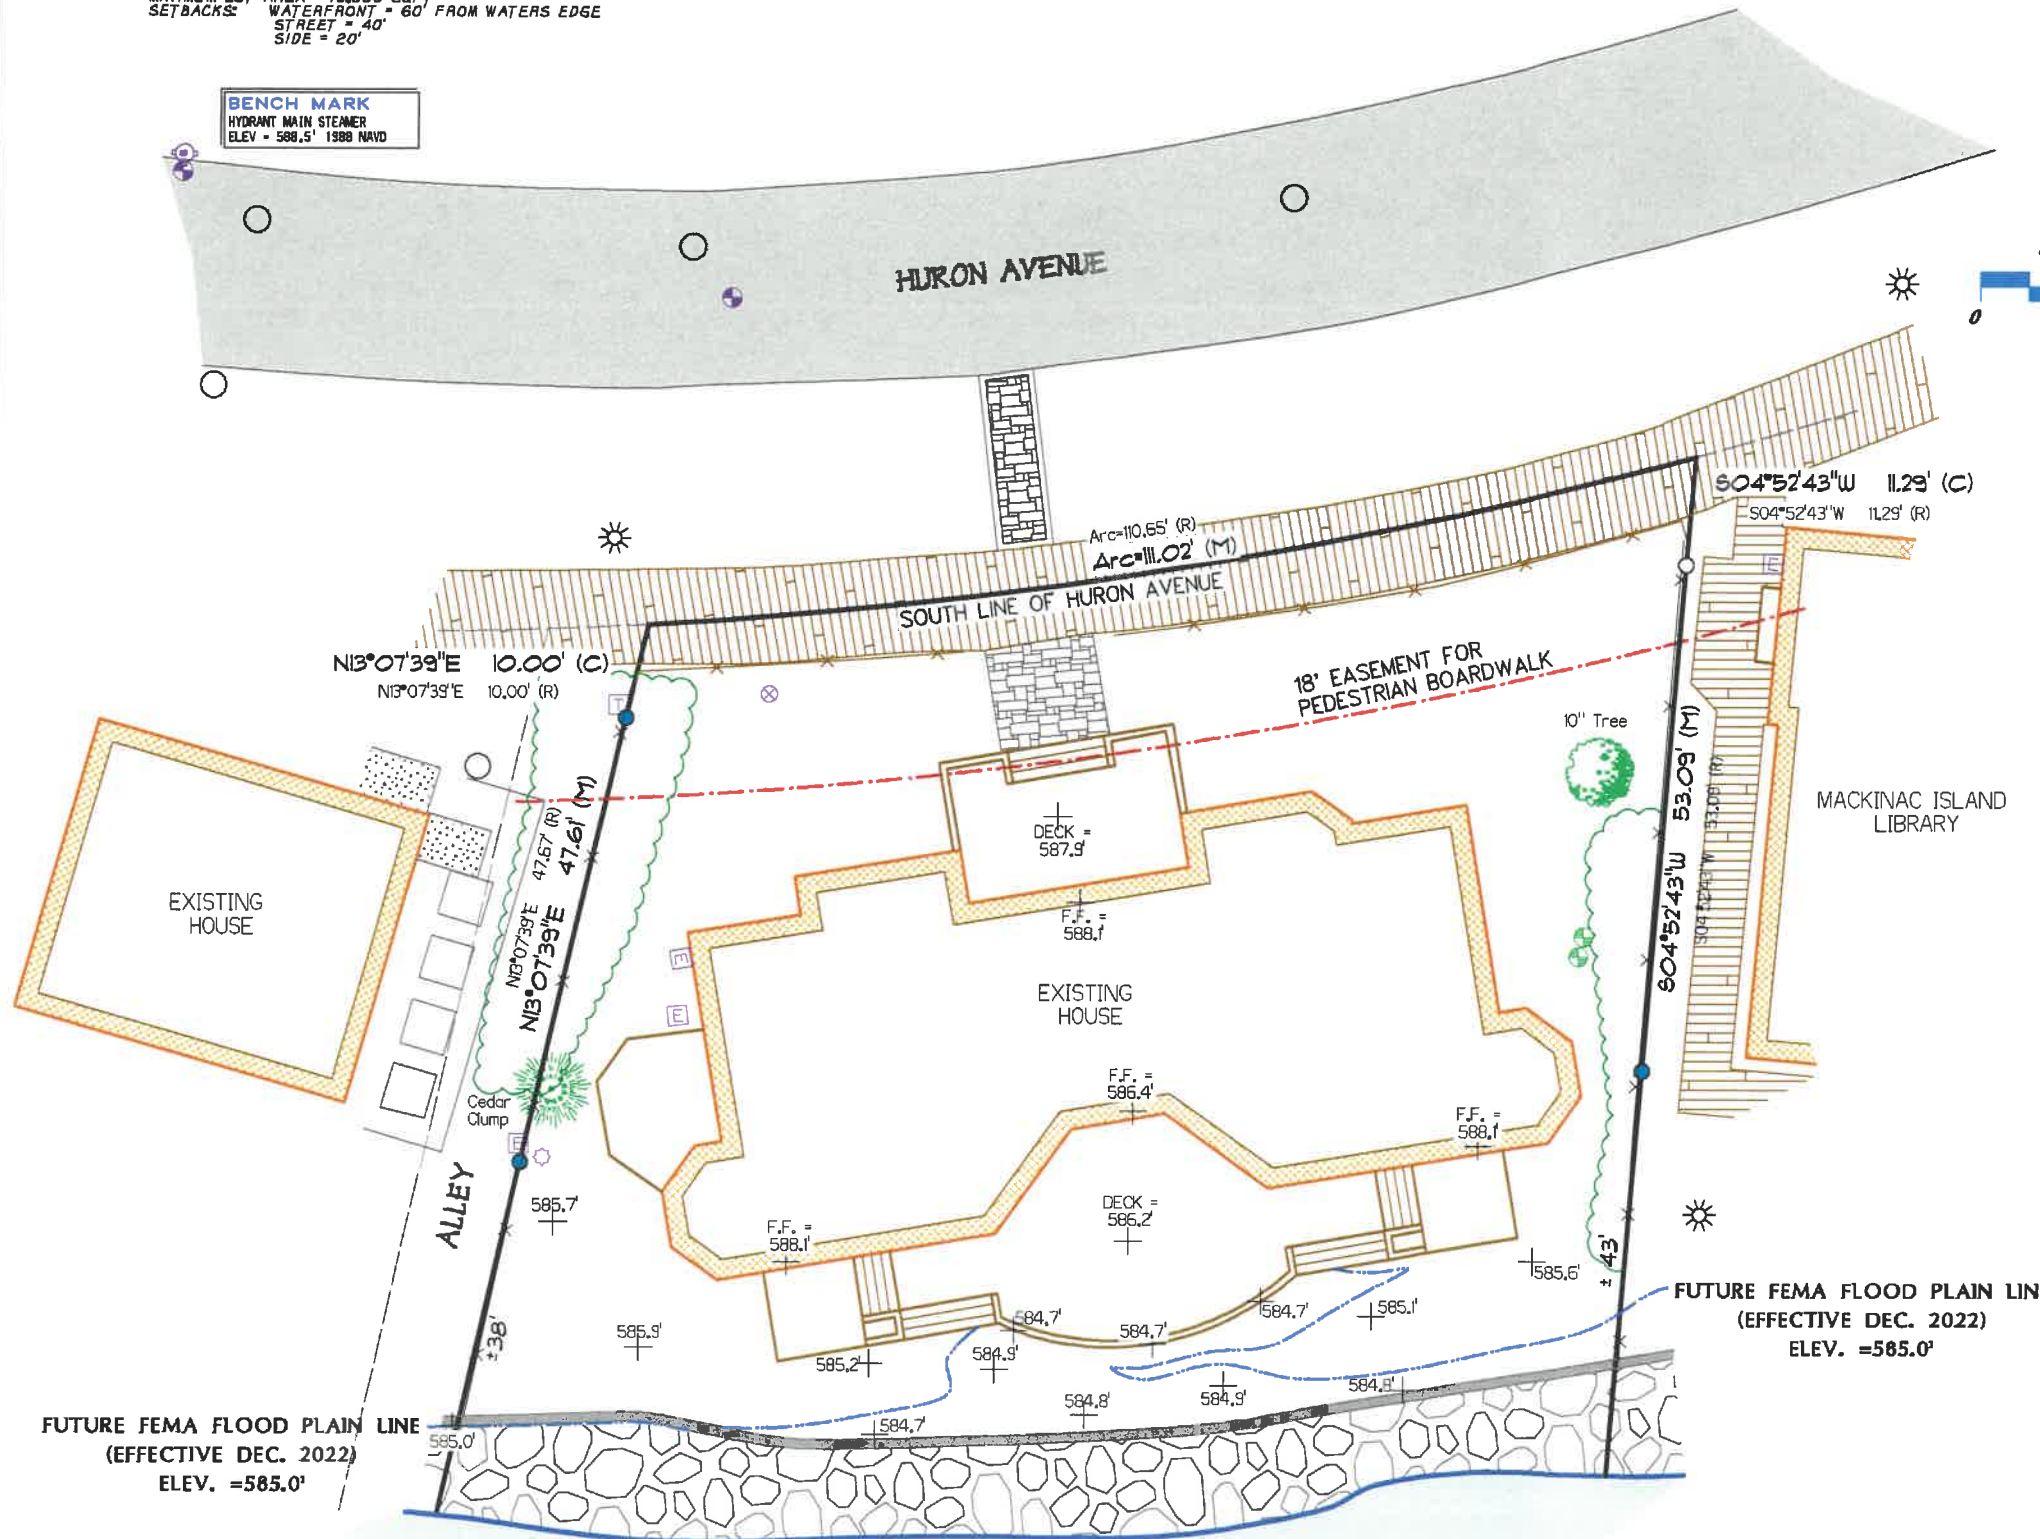 SETBACKS: WATERFRONT = 60' FROM WATERS EDGE
STREET = 40'
SIDE = 20'
BENCH MARK
HYDRANT MAIN STEAMER
ELEV = 588.5' 1988 NAVD
HURON AVENUE
0
S04°52'43"W 11.29' (C)
S04°52'43"W 11.29' (R)
Arc=110.65' (R)
Arc=111.02' (M)
SOUTH LINE OF HURON AVENUE
E
N13°07'39"E 10.00' (C)
N13°07'39"E 10.00' (R)
T
18' EASEMENT FOR
PEDESTRIAN BOARDWALK
10" Tree
N13°07'39"E 47.67' (R)
N13°07'39"E 47.61' (M)
S04°52'43"W 53.09' (M)
S04°52'43"W 53.09' (R)
MACKINAC ISLAND
LIBRARY
DECK =
587.9'
EXISTING
HOUSE
F.F. =
588.1'
E
E
EXISTING
HOUSE
F.F. =
586.4'
Cedar
Clump
E
F.F. =
588.1'
ALLEY
585.7'
DECK =
586.2'
F.F. =
588.1'
±43'
585.6'
±38'
585.9'
584.7'
584.7'
584.7'
585.1'
585.2'
584.9'
584.9'
584.8'
584.8'
584.7'
FUTURE FEMA FLOOD PLAIN LIN
(EFFECTIVE DEC. 2022)
ELEV. =585.0'
FUTURE FEMA FLOOD PLAIN LINE
(EFFECTIVE DEC. 2022)
ELEV. =585.0'
585.0'